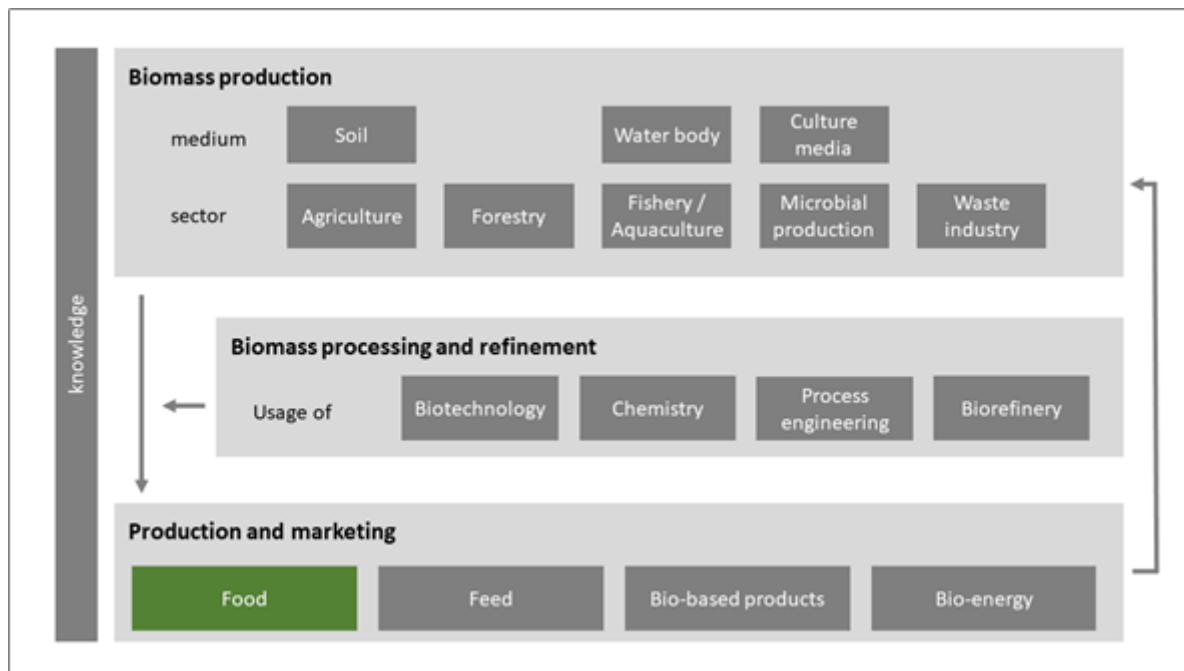 knowledge
Biomass production
medium
Soil
Water body
Culture
media
sector
Agriculture
Forestry
Fishery /
Aquaculture
Microbial
production
Waste
industry
Biomass processing and refinement
Usage of
Biotechnology
Chemistry
Process
engineering
Biorefinery
Production and marketing
Food
Feed
Bio-based products
Bio-energy